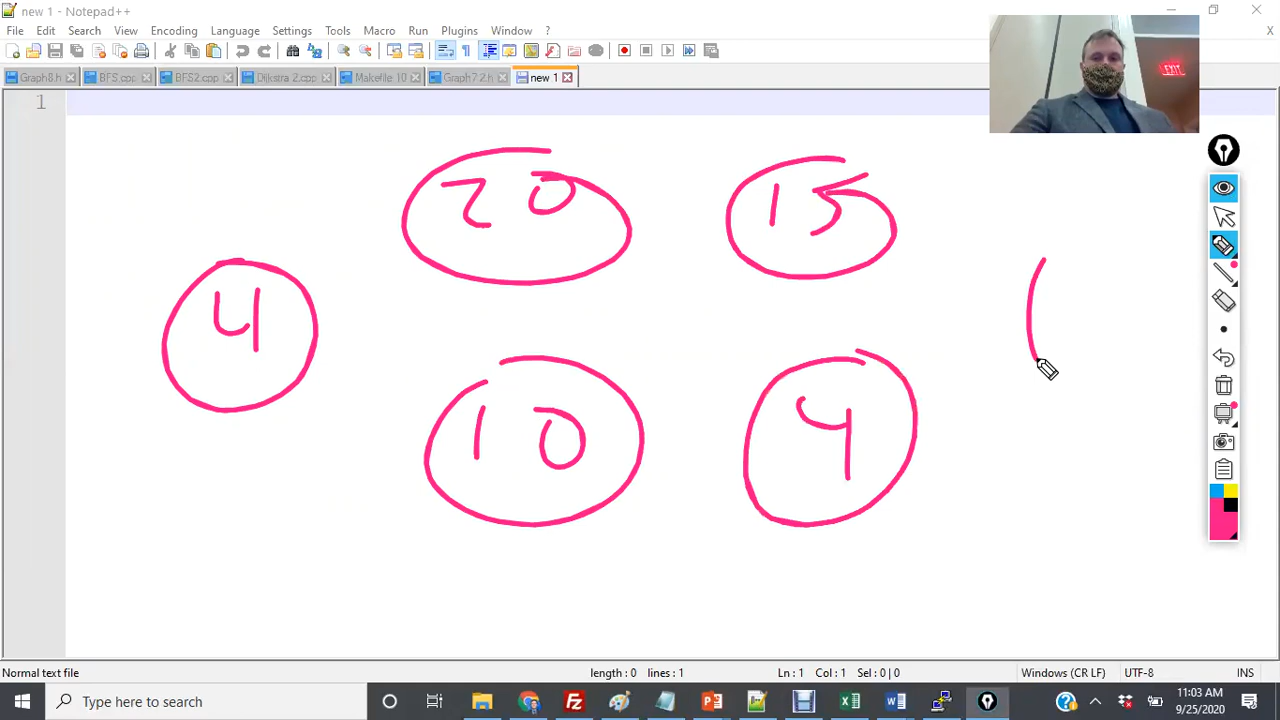 new 1 - Notepad++
File Edit Search View Encoding Language Settings Tools Macro Run Plugins Window ? X
Graph8.h BFS.cpp BFS2.cpp Dijkstra 2.cpp Makefile 10 Graph12.h new 1
1
EXIT
20 15
4
10 4
Normal text file length : 0 lines : 1 Ln : 1 Col : 1 Sel : 0 | 0 Windows (CR LF) UTF-8 INS
Type here to search
11:03 AM
9/25/2020